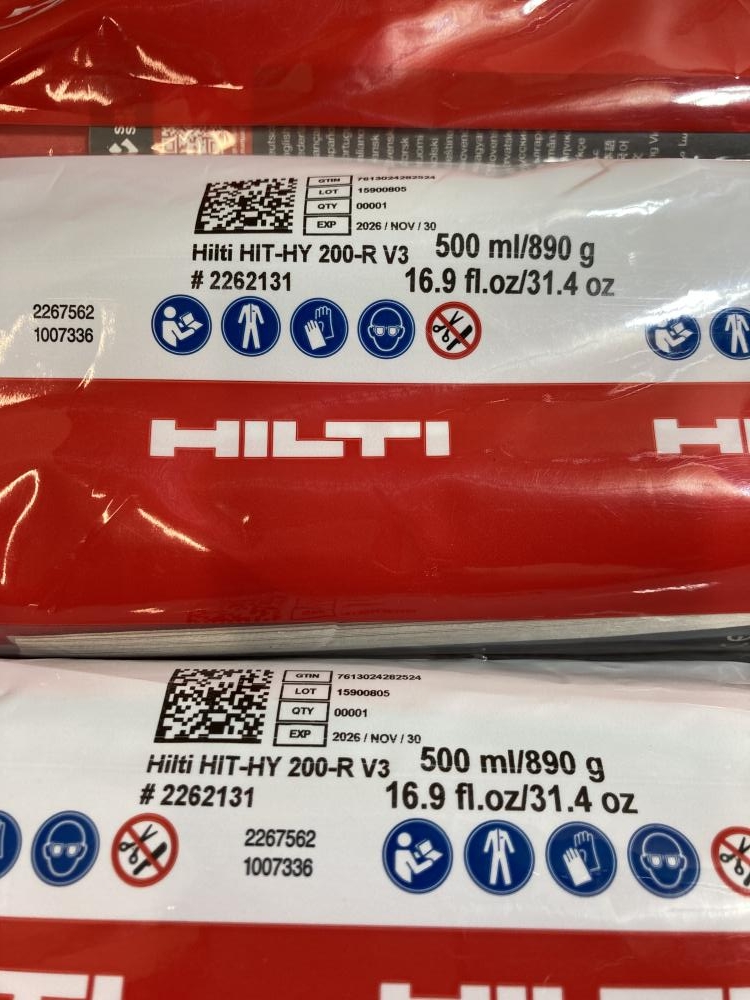 GTIN 7613024282524
LOT 15900805
QTY 00001
EXP 2026 / NOV / 30
Hilti HIT-HY 200-R V3 500 ml/890 g
# 2262131 16.9 fl.oz/31.4 oz
2267562
1007336
HILTI
GTIN 7613024282524
LOT 15900805
QTY 00001
EXP 2026 / NOV / 30
Hilti HIT-HY 200-R V3 500 ml/890 g
# 2262131 16.9 fl.oz/31.4 oz
2267562
1007336